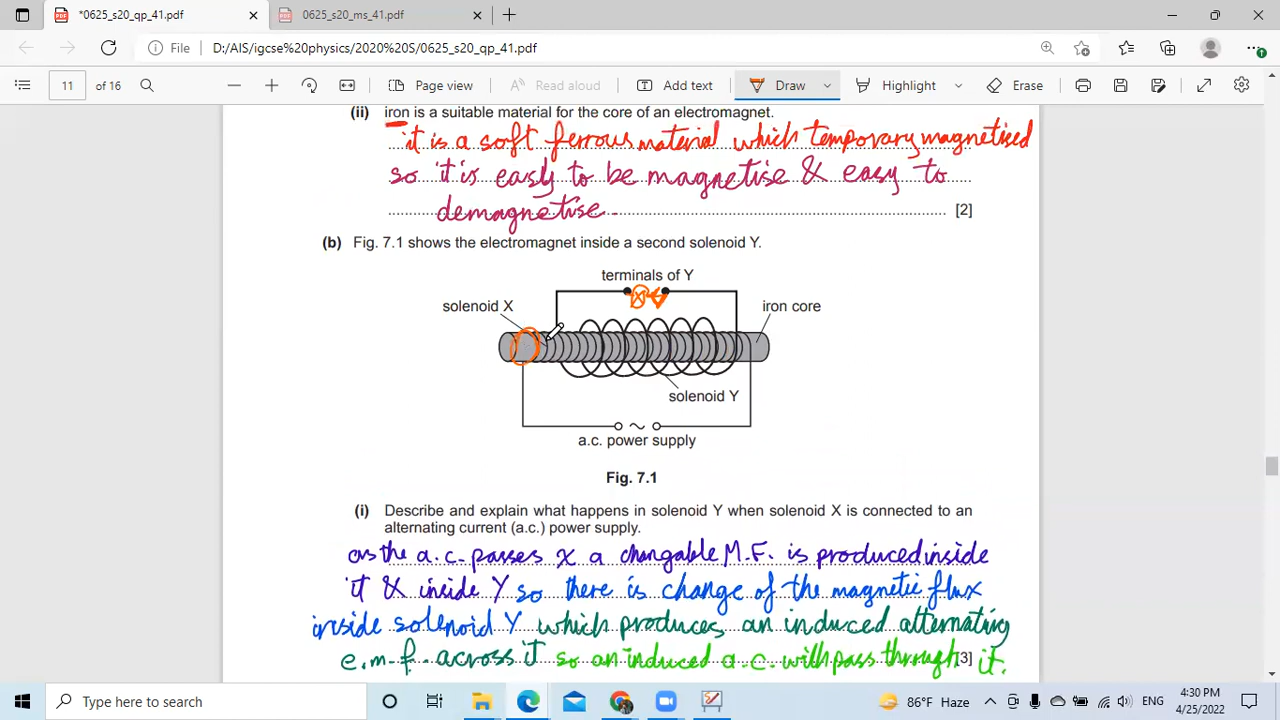 *0625_s20_qp_41.pdf
0625_s20_ms_41.pdf
File D:/AIS/igcse%20physics/2020%20S/0625_s20_qp_41.pdf
11 of 16 Page view Read aloud Add text Draw Highlight Erase
(ii) iron is a suitable material for the core of an electromagnet.
it is a soft ferrous material which temporary magnetised
so it is easly to be magnetise & easy to
demagnetise. [2]
(b) Fig. 7.1 shows the electromagnet inside a second solenoid Y.
terminals of Y
solenoid X
iron core
solenoid Y
a.c. power supply
Fig. 7.1
(i) Describe and explain what happens in solenoid Y when solenoid X is connected to an
alternating current (a.c.) power supply.
as the a.c. passes X a changable M.F. is produced inside
it & inside Y so there is change of the magnetic flux
inside solenoid Y which produces an induced alternating
e.m.f. across it so an induced a.c. will pass through it. [3]
Type here to search
86°F Haze
ENG
4:30 PM
4/25/2022